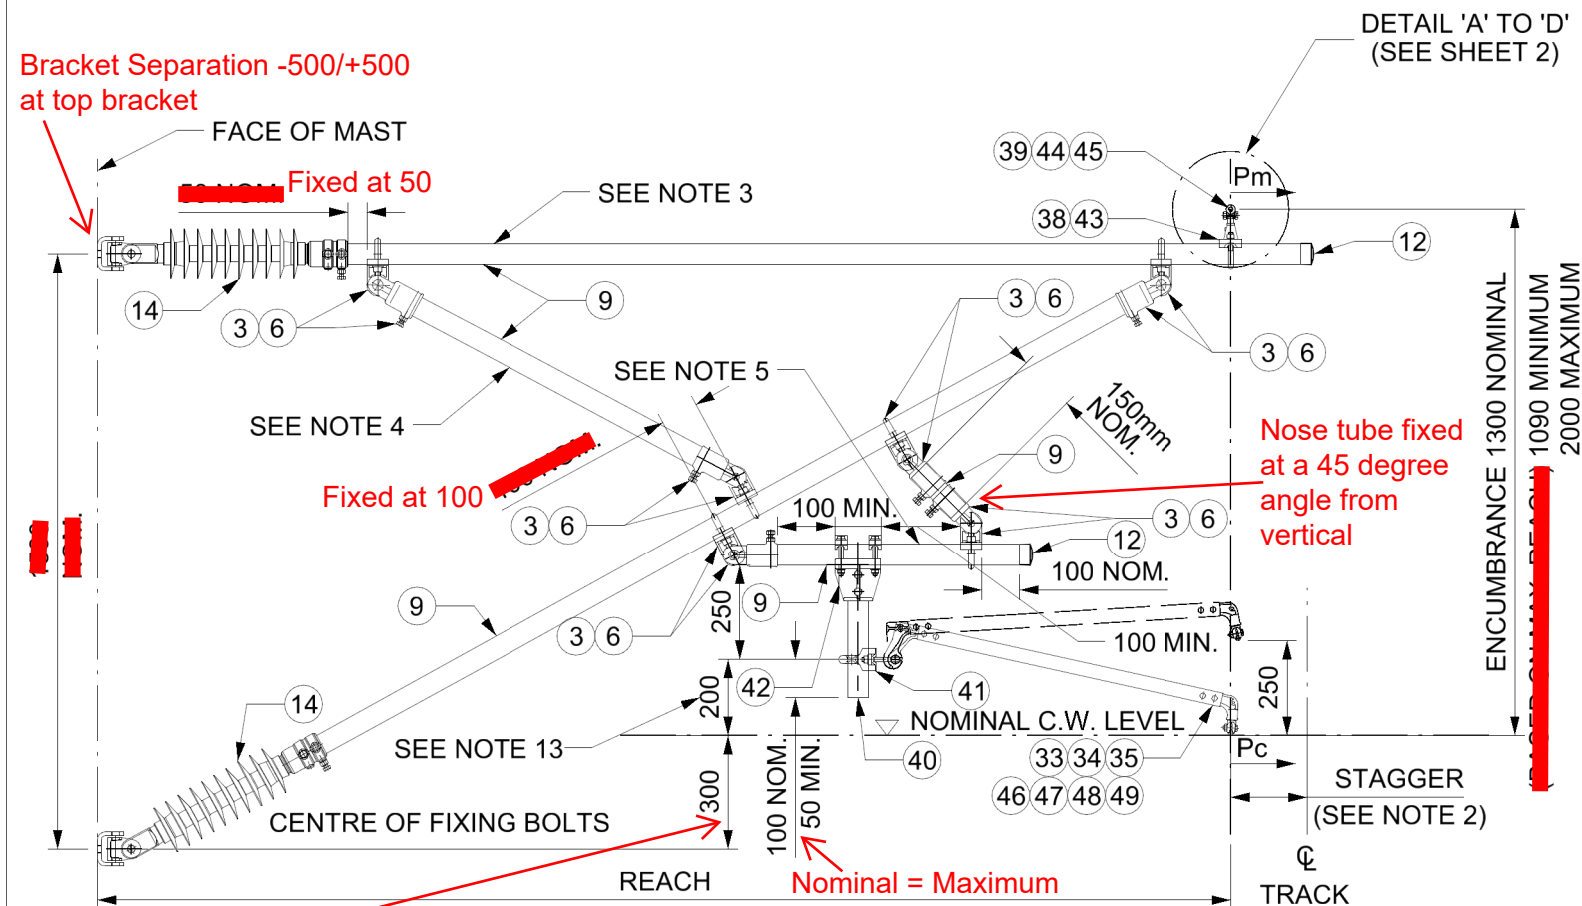 DETAIL 'A' TO 'D'
(SEE SHEET 2)
Bracket Separation -500/+500
at top bracket
FACE OF MAST
Fixed at 50
SEE NOTE 3
39 44 45
Pm
38 43
12
14
3 6
9
3 6
3 6
SEE NOTE 5
SEE NOTE 4
150mm
NOM.
9
Nose tube fixed
at a 45 degree
angle from
vertical
Fixed at 100
3 6
100 MIN.
3 6
12
100 NOM.
9
9
250
3 6
100 MIN.
42
41
200
250
14
NOMINAL C.W. LEVEL
SEE NOTE 13
40
33 34 35
46 47 48 49
Pc
STAGGER
(SEE NOTE 2)
300
100 NOM.
50 MIN.
CENTRE OF FIXING BOLTS
REACH
Nominal = Maximum
℄
TRACK
ENCUMBRANCE 1300 NOMINAL
1090 MINIMUM
2000 MAXIMUM